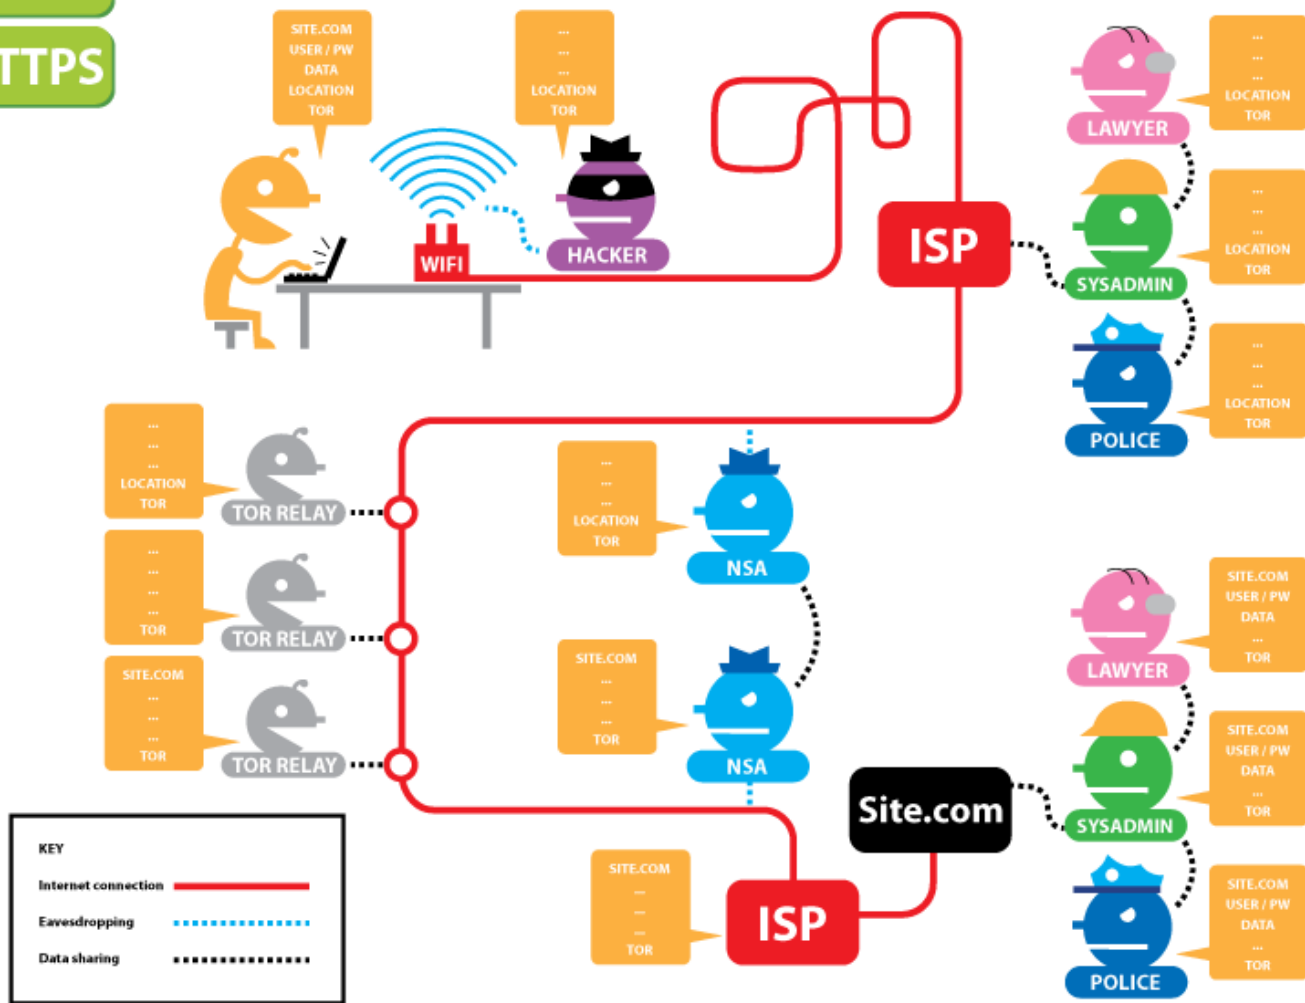 TTPS
SITE.COM
USER / PW
DATA
LOCATION
TOR
...
...
...
LOCATION
TOR
WIFI
HACKER
ISP
LAWYER
...
...
...
LOCATION
TOR
SYSADMIN
...
...
...
LOCATION
TOR
POLICE
...
...
...
LOCATION
TOR
...
...
...
LOCATION
TOR
TOR RELAY
...
...
...
...
TOR
TOR RELAY
SITE.COM
...
...
...
TOR
TOR RELAY
...
...
...
LOCATION
TOR
NSA
SITE.COM
...
...
...
TOR
NSA
LAWYER
SITE.COM
USER / PW
DATA
...
TOR
SYSADMIN
SITE.COM
USER / PW
DATA
...
TOR
POLICE
SITE.COM
USER / PW
DATA
...
TOR
Site.com
SITE.COM
...
...
...
TOR
ISP
KEY
Internet connection
Eavesdropping
Data sharing